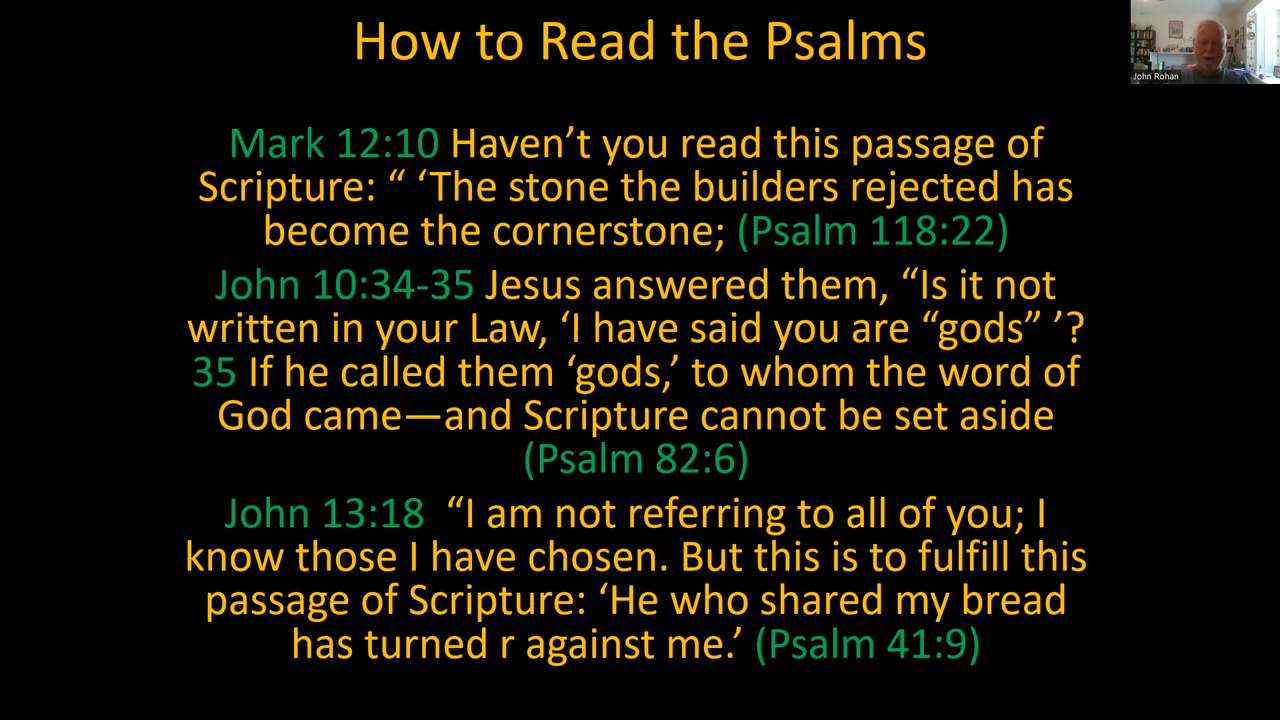 How to Read the Psalms
John Rohan
Mark 12:10 Haven’t you read this passage of
Scripture: “ ‘The stone the builders rejected has
become the cornerstone; (Psalm 118:22)
John 10:34-35 Jesus answered them, “Is it not
written in your Law, ‘I have said you are “gods” ’?
35 If he called them ‘gods,’ to whom the word of
God came—and Scripture cannot be set aside
(Psalm 82:6)
John 13:18 “I am not referring to all of you; I
know those I have chosen. But this is to fulfill this
passage of Scripture: ‘He who shared my bread
has turned r against me.’ (Psalm 41:9)